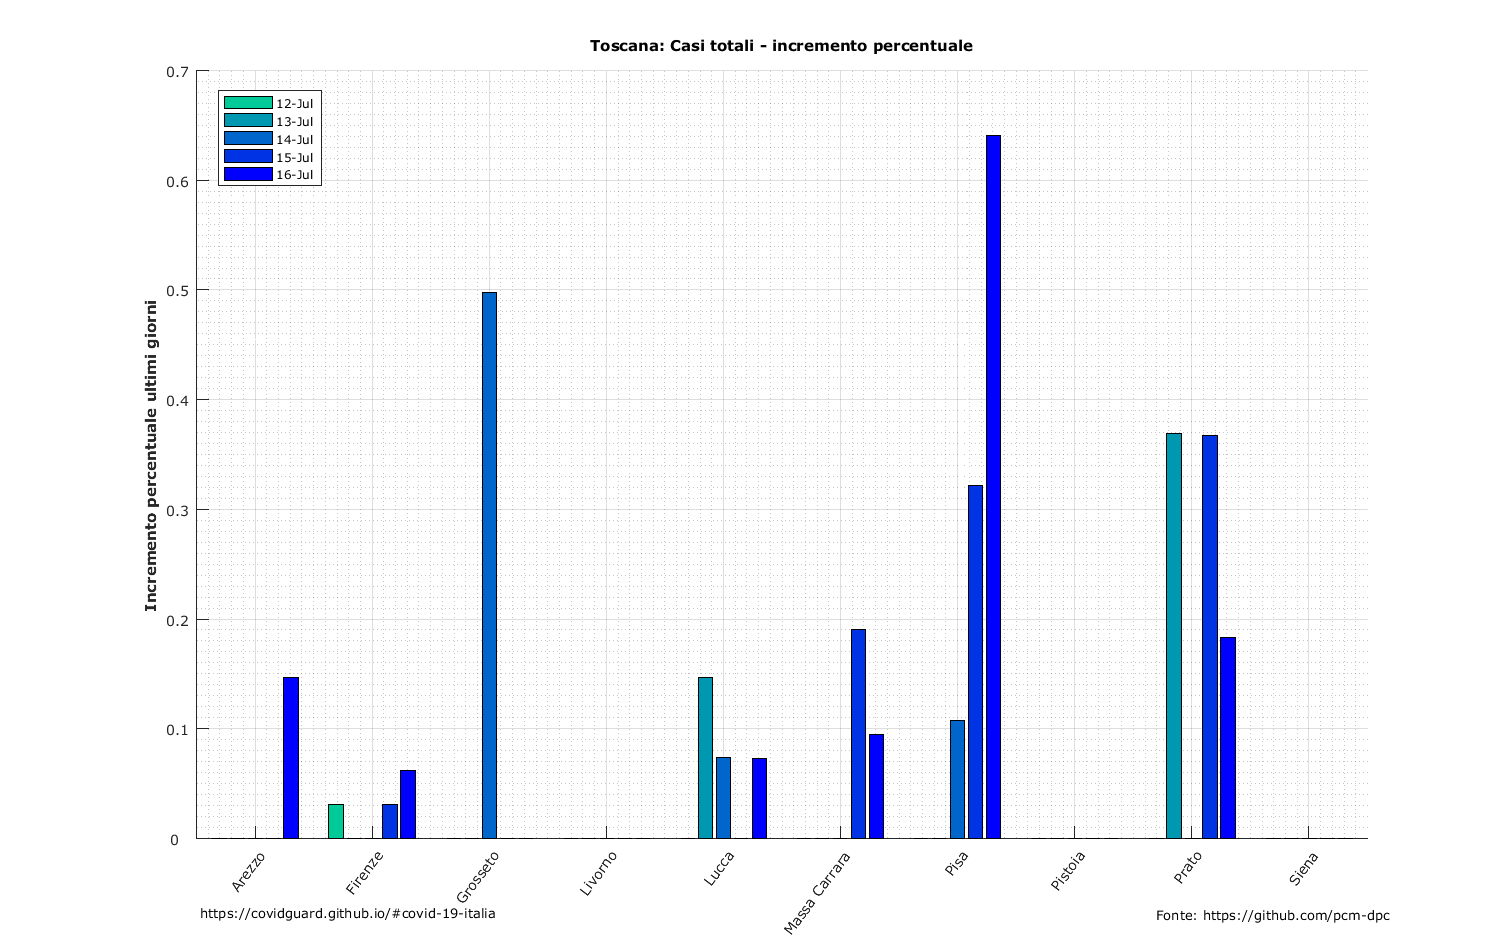 Toscana: Casi totali - incremento percentuale
Incremento percentuale ultimi giorni
0.7
0.6
0.5
0.4
0.3
0.2
0.1
0
12-Jul
13-Jul
14-Jul
15-Jul
16-Jul
Arezzo
Firenze
Grosseto
Livorno
Lucca
Massa Carrara
Pisa
Pistoia
Prato
Siena
https://covidguard.github.io/#covid-19-italia
Fonte: https://github.com/pcm-dpc